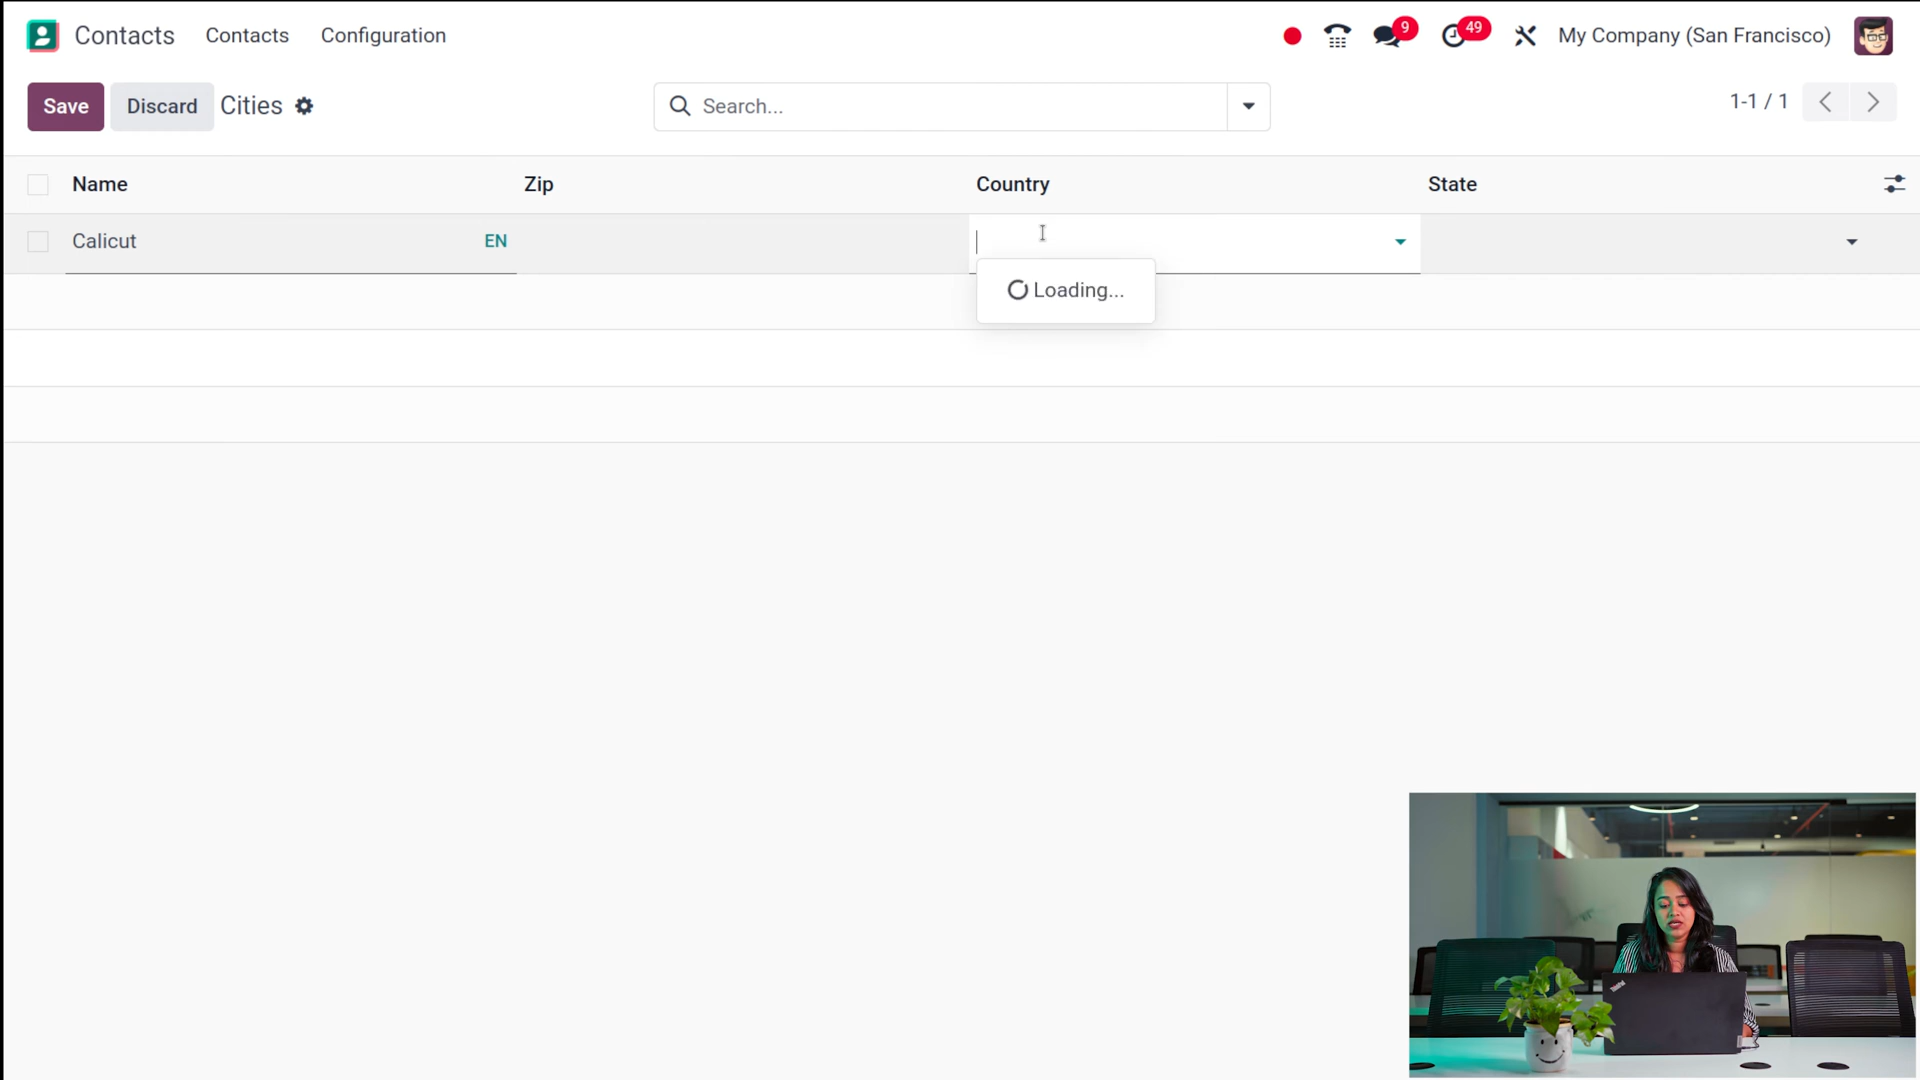 Contacts Contacts Configuration 9 49 My Company (San Francisco)
Save Discard Cities Search... 1-1 / 1
Name Zip Country State
Calicut EN
Loading...
ThinkPad